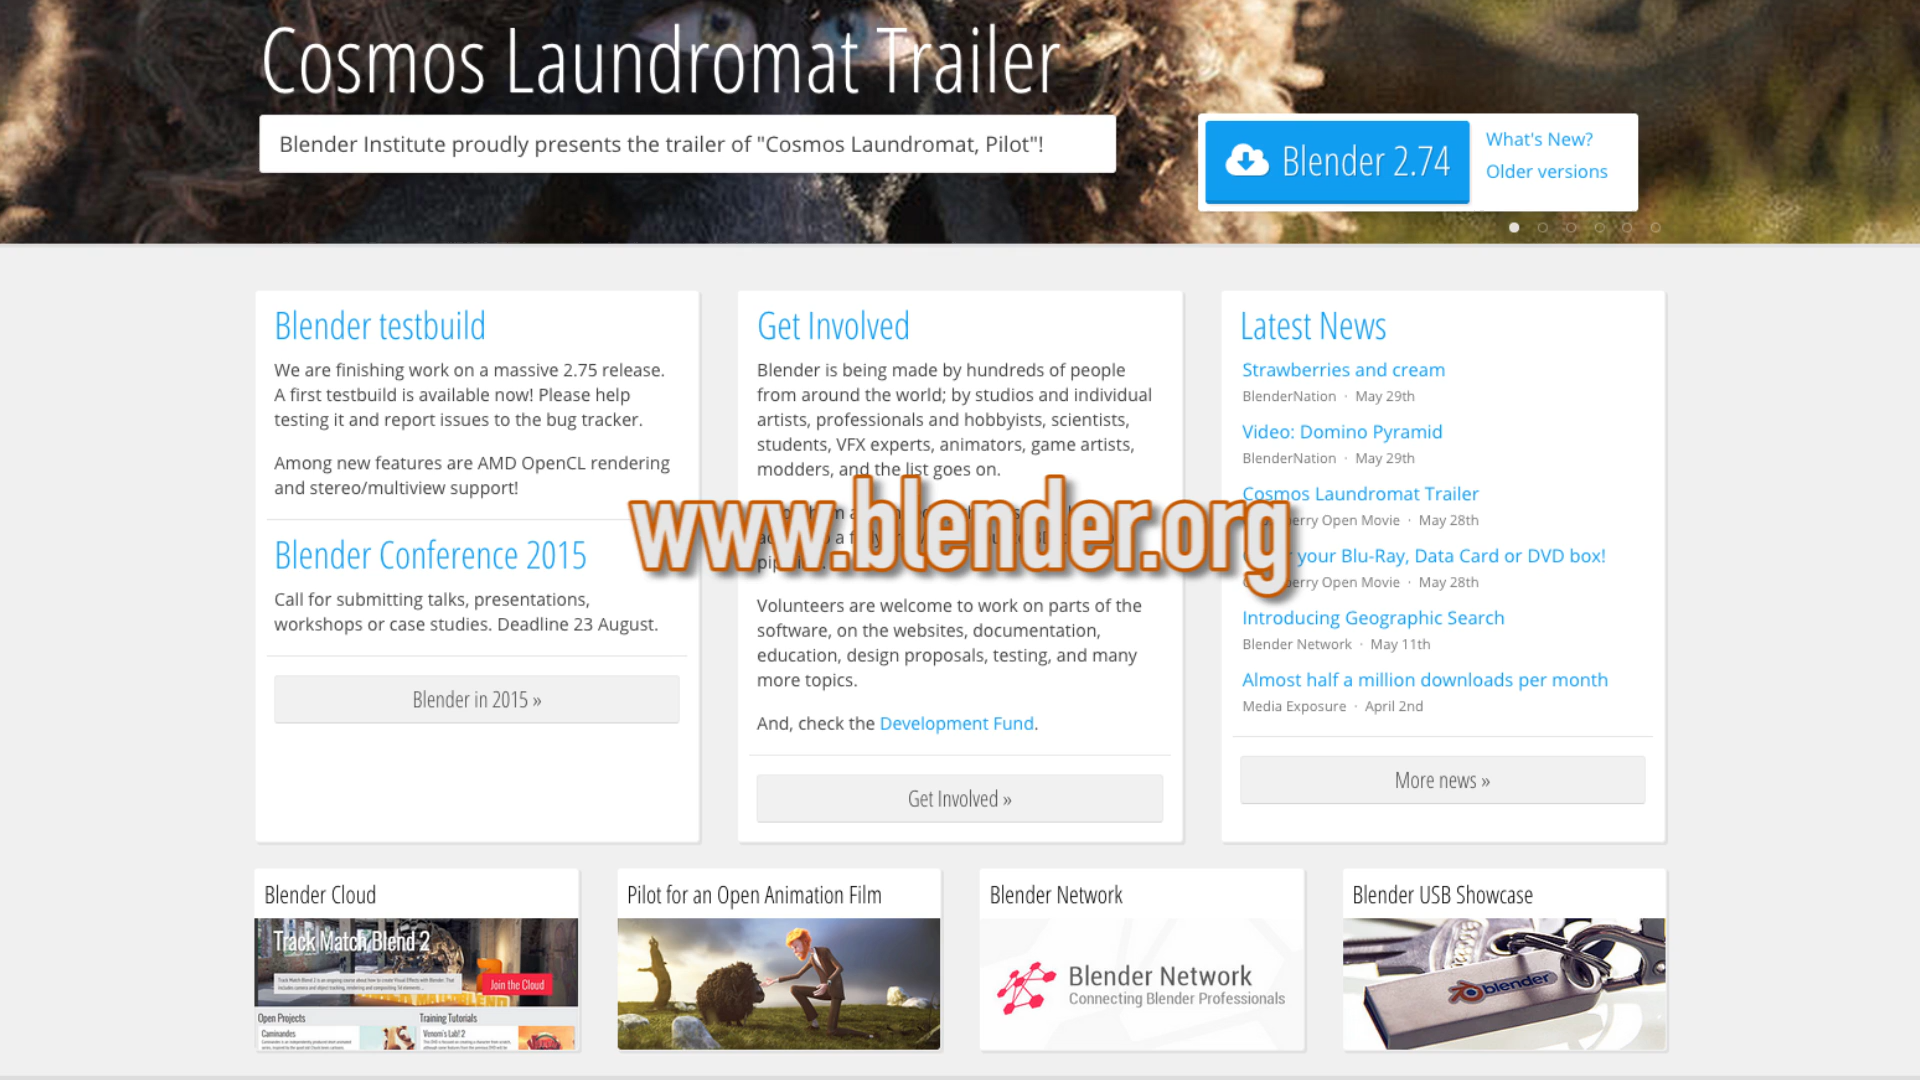 Cosmos Laundromat Trailer
Blender Institute proudly presents the trailer of "Cosmos Laundromat, Pilot"!
Blender 2.74
What's New?
Older versions
Blender testbuild
We are finishing work on a massive 2.75 release.
A first testbuild is available now! Please help
testing it and report issues to the bug tracker.
Among new features are AMD OpenCL rendering
and stereo/multiview support!
Blender Conference 2015
Call for submitting talks, presentations,
workshops or case studies. Deadline 23 August.
Blender in 2015 »
Get Involved
Blender is being made by hundreds of people
from around the world; by studios and individual
artists, professionals and hobbyists, scientists,
students, VFX experts, animators, game artists,
modders, and the list goes on.
www.blender.org
Volunteers are welcome to work on parts of the
software, on the websites, documentation,
education, design proposals, testing, and many
more topics.
And, check the Development Fund.
Get Involved »
Latest News
Strawberries and cream
BlenderNation · May 29th
Video: Domino Pyramid
BlenderNation · May 29th
Cosmos Laundromat Trailer
Open Movie · May 28th
your Blu-Ray, Data Card or DVD box!
Open Movie · May 28th
Introducing Geographic Search
Blender Network · May 11th
Almost half a million downloads per month
Media Exposure · April 2nd
More news »
Blender Cloud
Track Match Blend 2
Join the Cloud
Open Projects
Training Tutorials
Caminandes
Venom's Lab! 2
Pilot for an Open Animation Film
Blender Network
Blender Network
Connecting Blender Professionals
Blender USB Showcase
blender